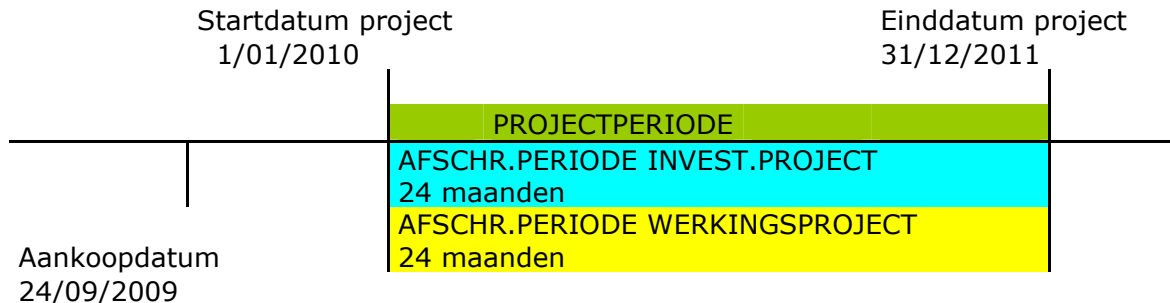 Startdatum project
1/01/2010
Einddatum project
31/12/2011
PROJECTPERIODE
AFSCHR.PERIODE INVEST.PROJECT
24 maanden
AFSCHR.PERIODE WERKINGSPROJECT
24 maanden
Aankoopdatum
24/09/2009